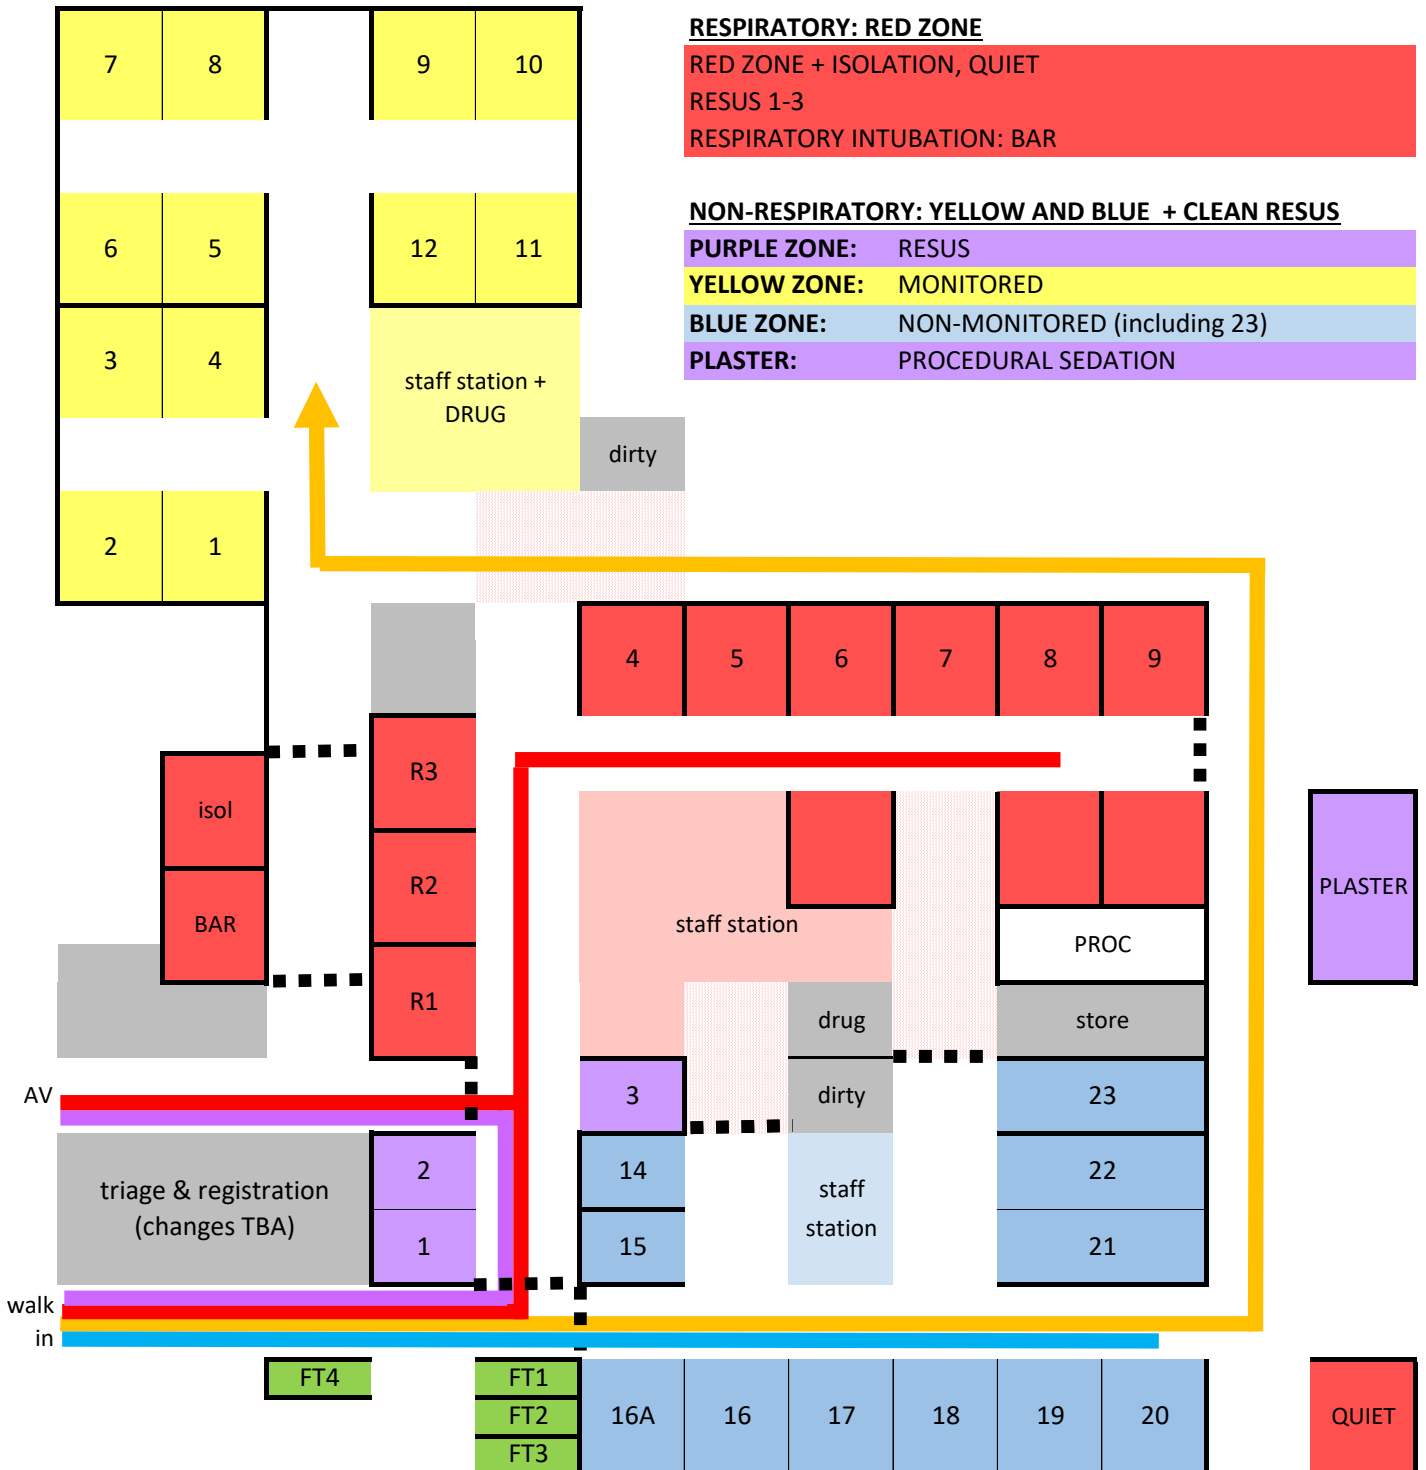 RESPIRATORY: RED ZONE
RED ZONE + ISOLATION, QUIET
RESUS 1-3
RESPIRATORY INTUBATION: BAR
NON-RESPIRATORY: YELLOW AND BLUE + CLEAN RESUS
PURPLE ZONE: RESUS
YELLOW ZONE: MONITORED
BLUE ZONE: NON-MONITORED (including 23)
PLASTER: PROCEDURAL SEDATION
7 8 9 10
6 5 12 11
3 4
staff station +
DRUG
dirty
2 1
4 5 6 7 8 9
R3
isol
R2
PLASTER
BAR
staff station
PROC
R1
drug
store
AV
3
dirty
23
triage & registration
(changes TBA)
2
14
staff
station
22
1
15
21
walk
in
FT4
FT1
FT2
FT3
16A 16 17 18 19 20
QUIET